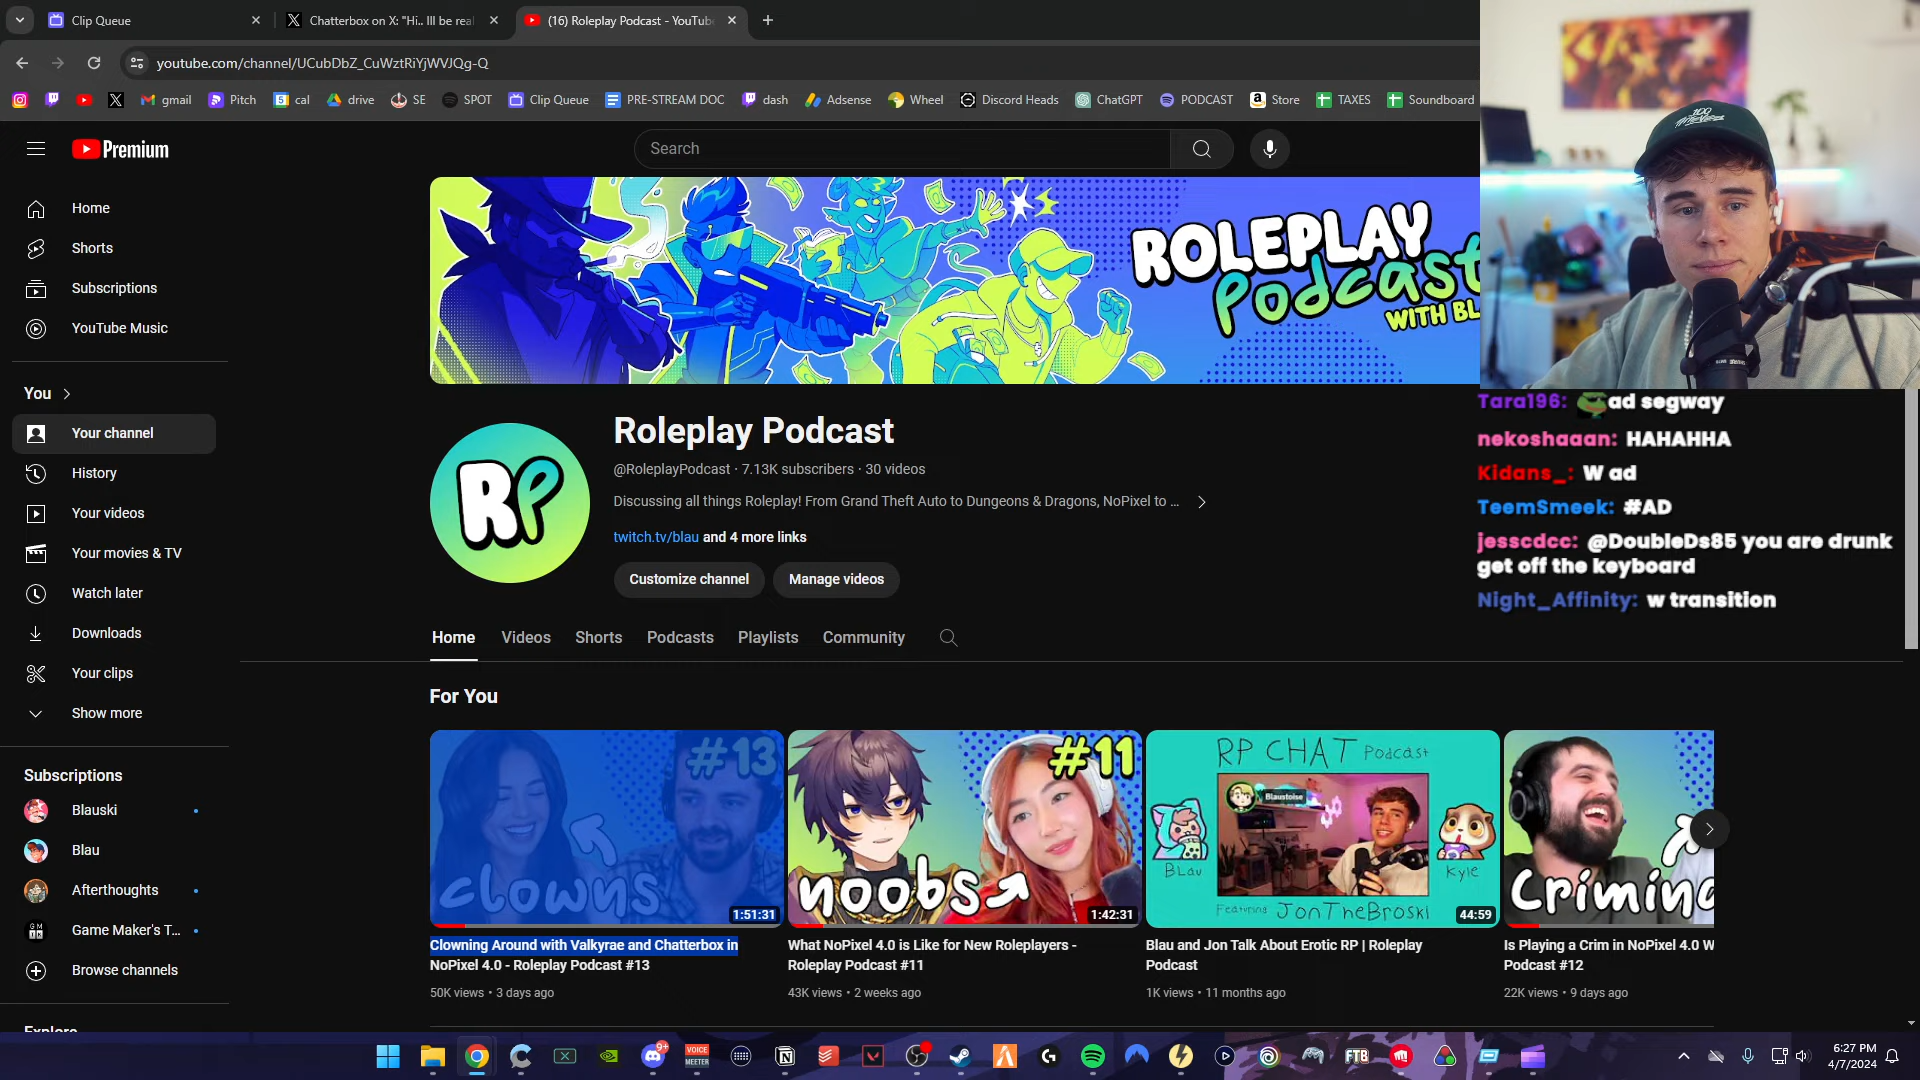 Clip Queue
Chatterbox on X: "Hi.. Ill be rea
(16) Roleplay Podcast - YouTub
youtube.com/channel/UCubDbZ_CuWztRiYjWVJQg-Q
gmail
Pitch
cal
drive
SE
SPOT
Clip Queue
PRE-STREAM DOC
dash
Adsense
Wheel
Discord Heads
ChatGPT
PODCAST
Store
TAXES
Soundboard
Premium
Search
Home
Shorts
Subscriptions
YouTube Music
You
Your channel
History
Your videos
Your movies & TV
Watch later
Downloads
Your clips
Show more
Subscriptions
Blauski
Blau
Afterthoughts
Game Maker's T...
Browse channels
Explore
ROLEPLAY
Podcast
WITH BL
RP
Roleplay Podcast
@RoleplayPodcast · 7.13K subscribers · 30 videos
Discussing all things Roleplay! From Grand Theft Auto to Dungeons & Dragons, NoPixel to ...
twitch.tv/blau and 4 more links
Customize channel
Manage videos
Home
Videos
Shorts
Podcasts
Playlists
Community
For You
#13
clowns
1:51:31
Clowning Around with Valkyrae and Chatterbox in
NoPixel 4.0 - Roleplay Podcast #13
50K views • 3 days ago
#11
noobs
1:42:31
What NoPixel 4.0 is Like for New Roleplayers -
Roleplay Podcast #11
43K views • 2 weeks ago
RP CHAT Podcast
Blaustoise
BLau
Kyle
Featuring JonTheBroski
44:59
Blau and Jon Talk About Erotic RP | Roleplay
Podcast
1K views • 11 months ago
Crimin
Is Playing a Crim in NoPixel 4.0 W
Podcast #12
22K views • 9 days ago
Tara196: ad segway
nekoshaaan: HAHAHHA
Kidans_: W ad
TeemSmeek: #AD
jesscdcc: @DoubleDs85 you are drunk
get off the keyboard
Night_Affinity: w transition
9+
VOICE
MEETER
FTB
6:27 PM
4/7/2024